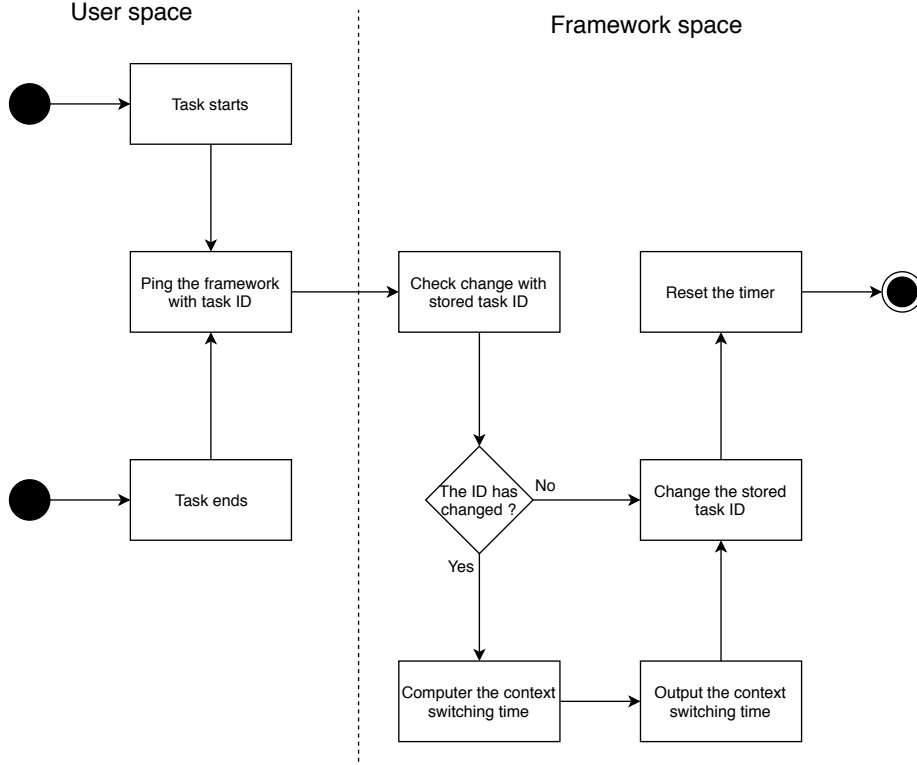 User space
Framework space
Task starts
Ping the framework
with task ID
Check change with
stored task ID
Reset the timer
Task ends
The ID has
changed ?
No
Yes
Change the stored
task ID
Computer the context
switching time
Output the context
switching time